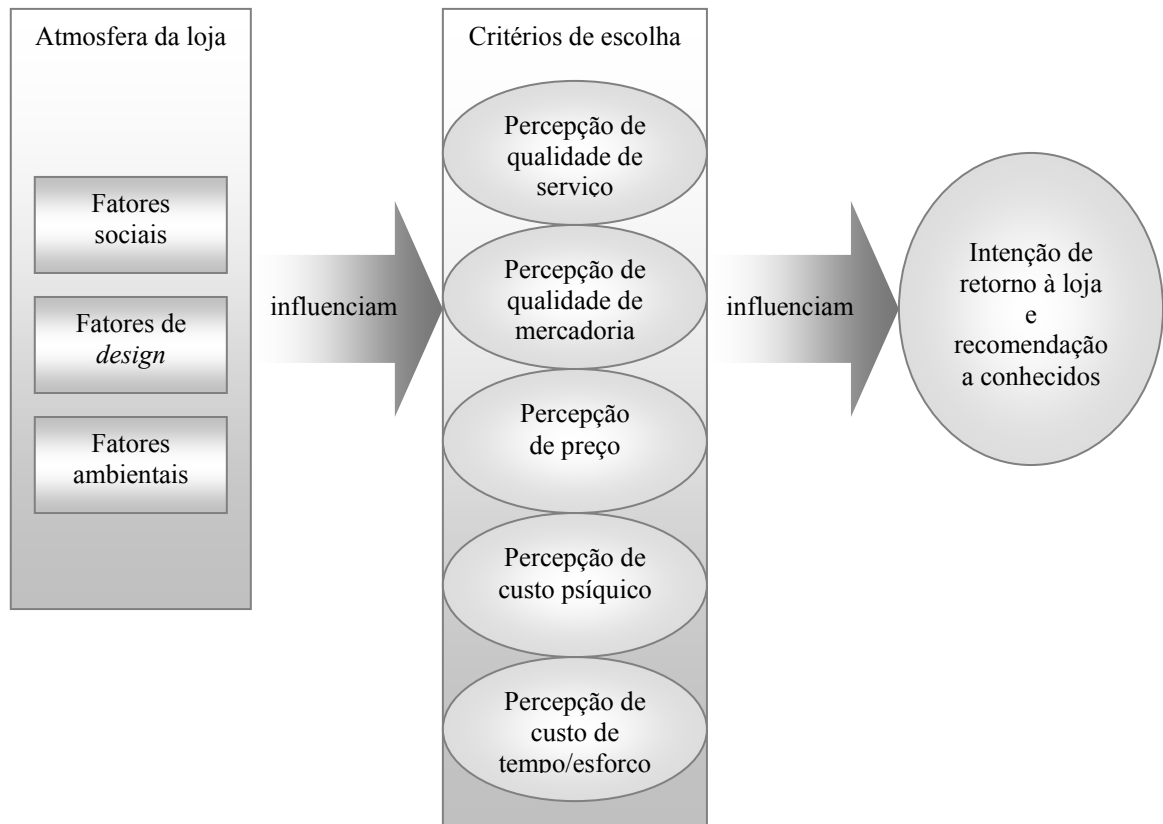 Atmosfera da loja
Fatores
sociais
Fatores de
design
Fatores
ambientais
influenciam
Critérios de escolha
Percepção de
qualidade de
serviço
Percepção de
qualidade de
mercadoria
Percepção
de preço
Percepção de
custo psíquico
Percepção de
custo de
tempo/esforço
influenciam
Intenção de
retorno à loja
e
recomendação
a conhecidos